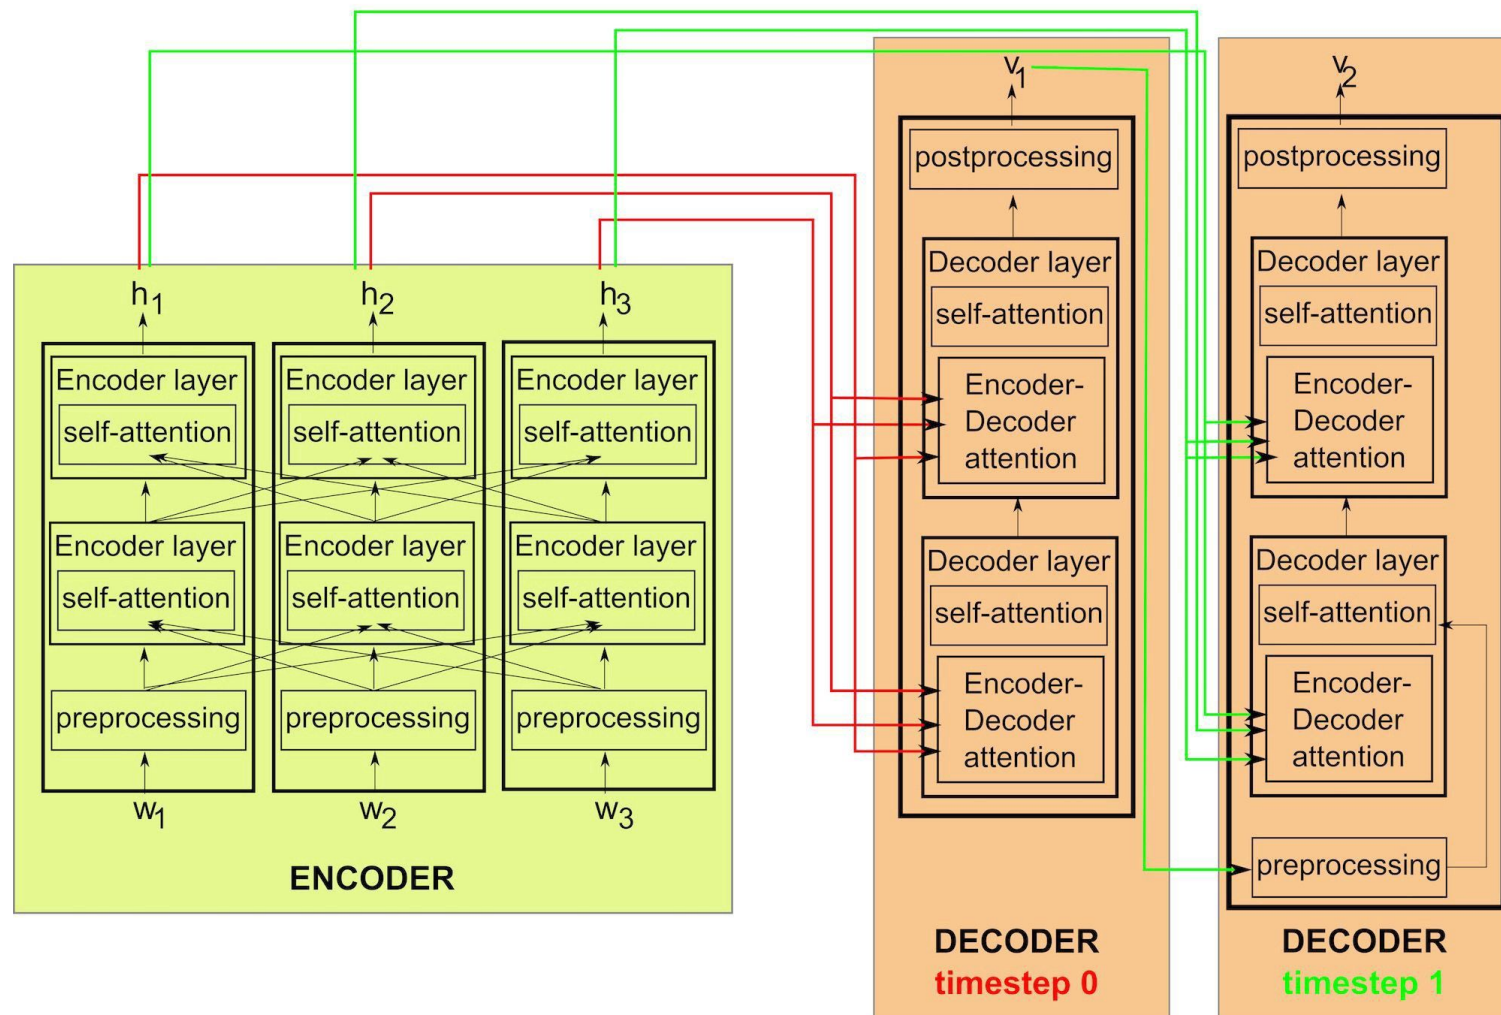 h1
h2
h3
Encoder layer
self-attention
Encoder layer
self-attention
Encoder layer
self-attention
Encoder layer
self-attention
Encoder layer
self-attention
Encoder layer
self-attention
preprocessing
preprocessing
preprocessing
w1
w2
w3
ENCODER
v1
postprocessing
Decoder layer
self-attention
Encoder-
Decoder
attention
Decoder layer
self-attention
Encoder-
Decoder
attention
DECODER
timestep 0
v2
postprocessing
Decoder layer
self-attention
Encoder-
Decoder
attention
Decoder layer
self-attention
Encoder-
Decoder
attention
preprocessing
DECODER
timestep 1